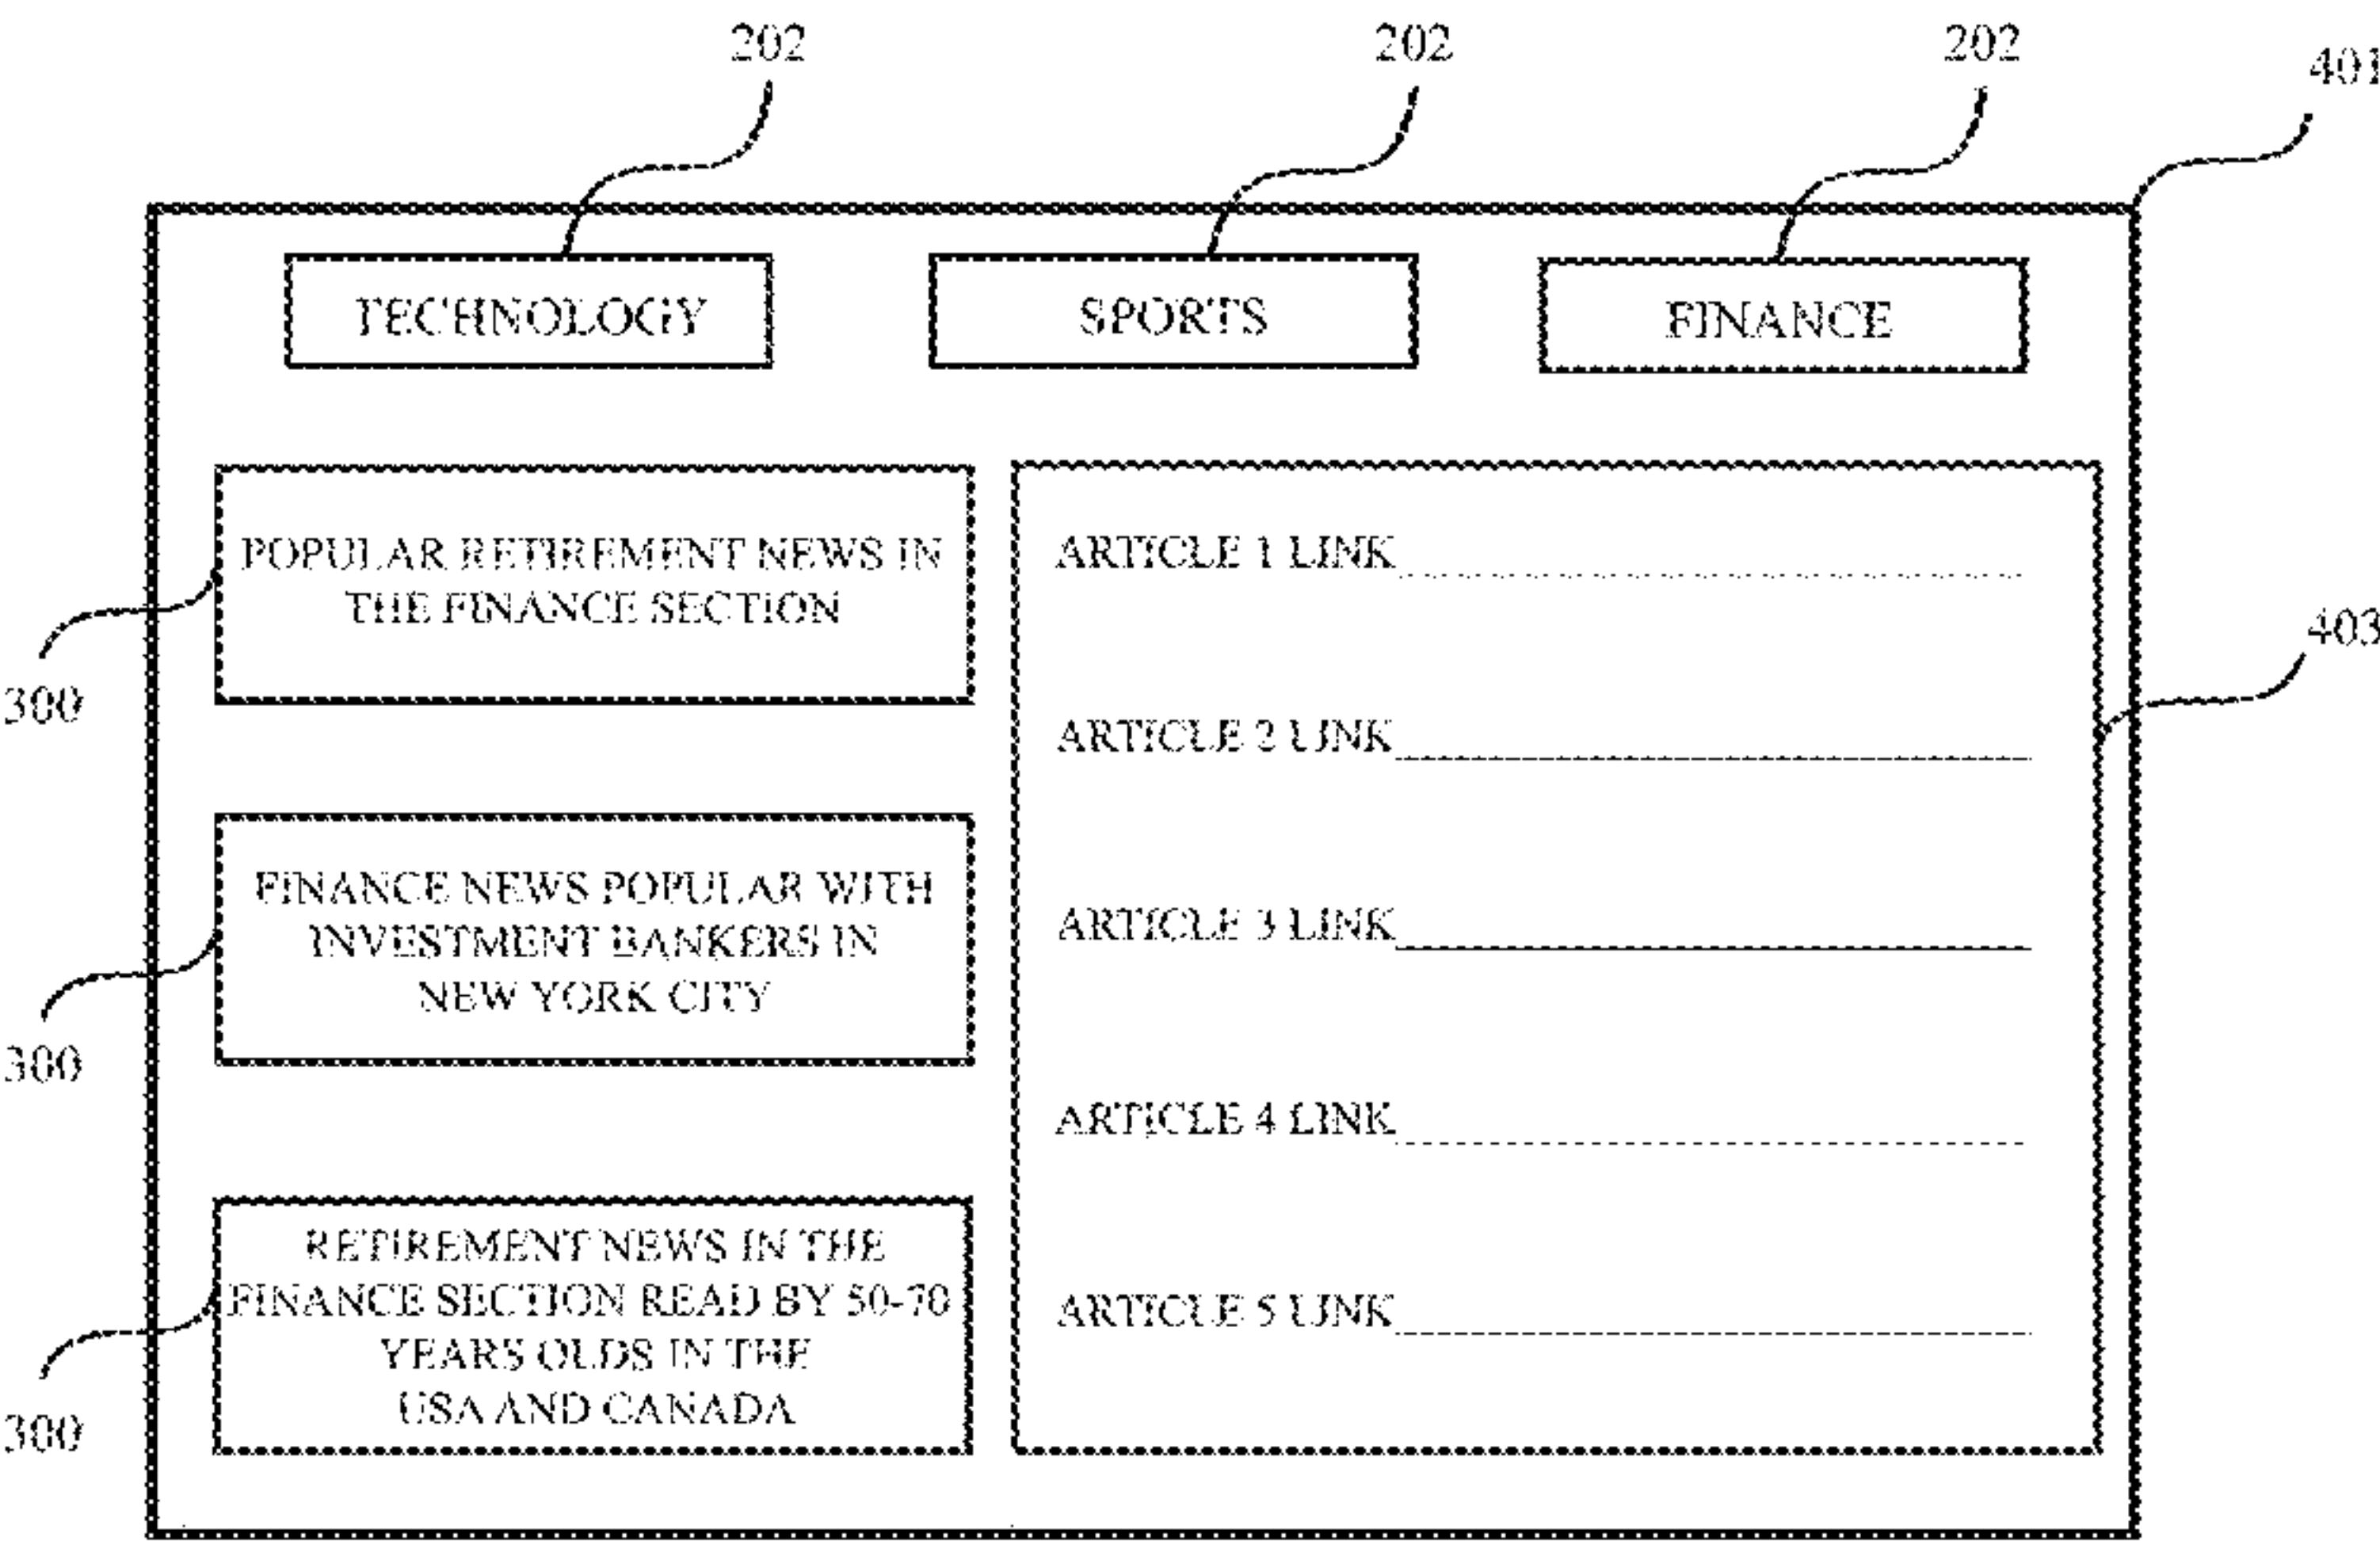 202 202 202 401
TECHNOLOGY SPORTS FINANCE
POPULAR RETIREMENT NEWS IN
THE FINANCE SECTION
300
FINANCE NEWS POPULAR WITH
INVESTMENT BANKERS IN
NEW YORK CITY
300
RETIREMENT NEWS IN THE
FINANCE SECTION READ BY 50-70
YEARS OLDS IN THE
USA AND CANADA
300
ARTICLE 1 LINK
ARTICLE 2 LINK
ARTICLE 3 LINK
ARTICLE 4 LINK
ARTICLE 5 LINK
403